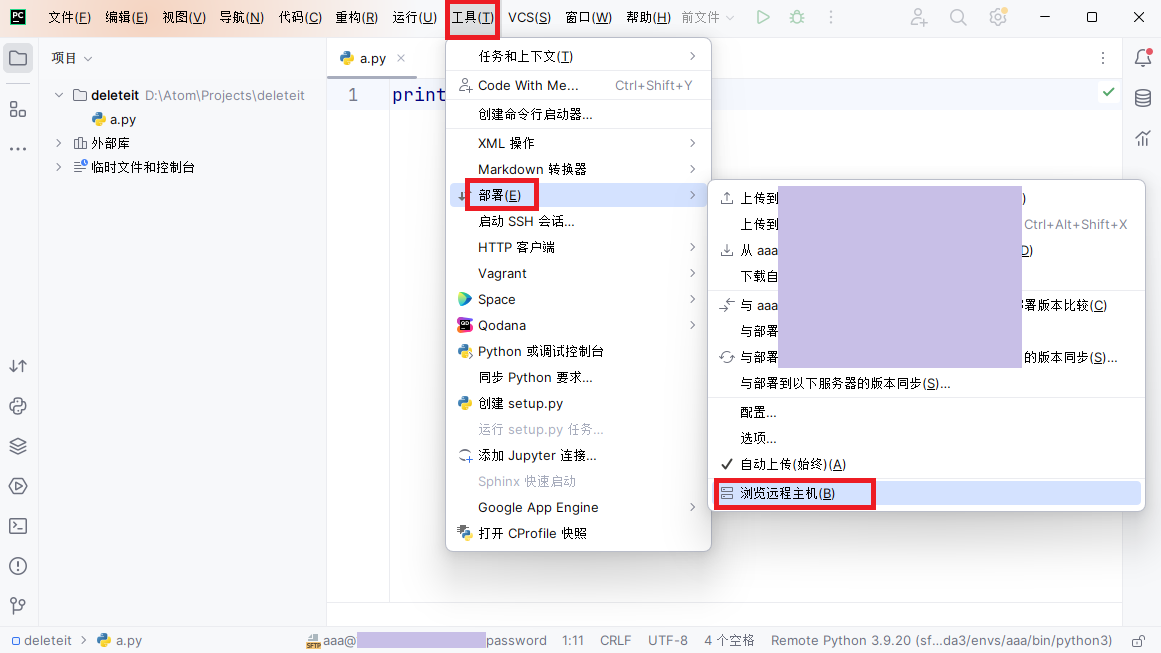 PC 文件(F) 编辑(E) 视图(V) 导航(N) 代码(C) 重构(R) 运行(U) 工具(T) VCS(S) 窗口(W) 帮助(H) 前文件
项目
a.py
deleteit D:\Atom\Projects\deleteit
a.py
外部库
临时文件和控制台
1 print
任务和上下文(T)
Code With Me... Ctrl+Shift+Y
创建命令行启动器...
XML 操作
Markdown 转换器
部署(E)
启动 SSH 会话...
HTTP 客户端
Vagrant
Space
Qodana
Python 或调试控制台
同步 Python 要求...
创建 setup.py
运行 setup.py 任务...
添加 Jupyter 连接...
Sphinx 快速启动
Google App Engine
打开 CProfile 快照
上传到 )
上传到 Ctrl+Alt+Shift+X
从 aaa D)
下载自
与 aaa 署版本比较(C)
与部署
与部署 的版本同步(S)...
与部署到以下服务器的版本同步(S)...
配置...
选项...
自动上传(始终)(A)
浏览远程主机(B)
deleteit a.py SFTP aaa@ password 1:11 CRLF UTF-8 4 个空格 Remote Python 3.9.20 (sf...da3/envs/aaa/bin/python3)